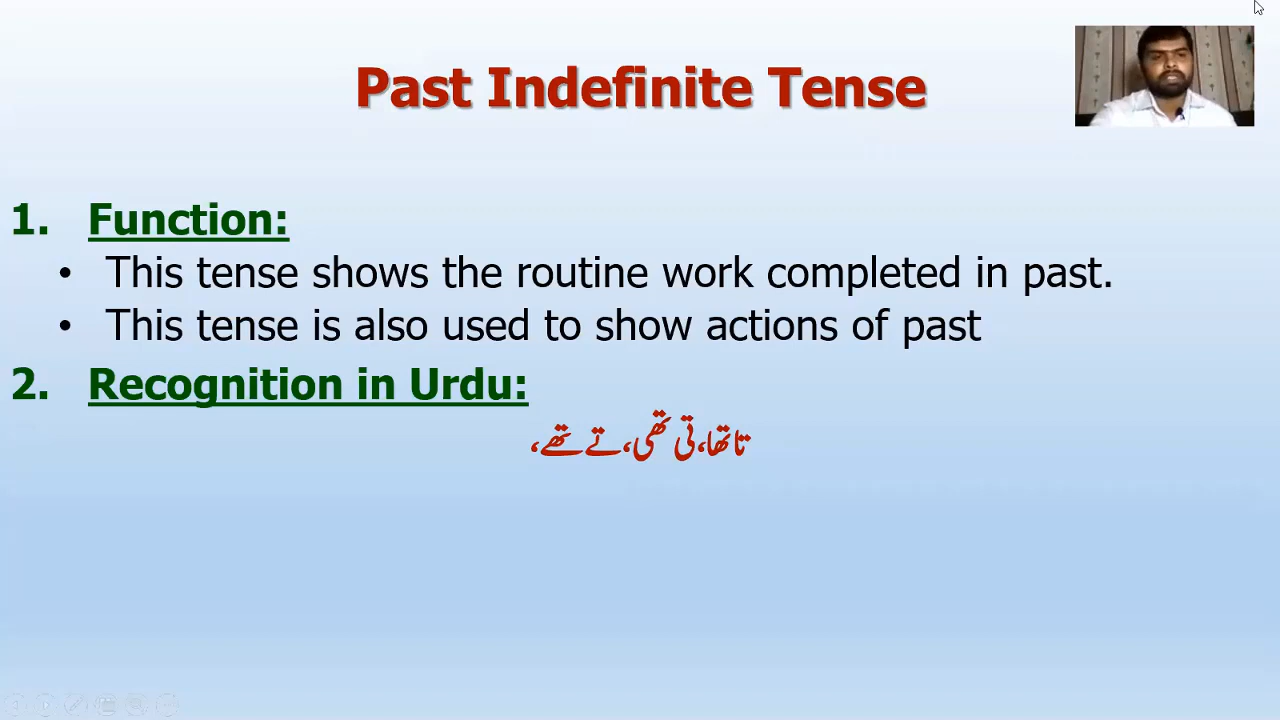 Past Indefinite Tense
1. Function:
• This tense shows the routine work completed in past.
• This tense is also used to show actions of past
2. Recognition in Urdu:
تا تھا، تی تھی، تے تھے،